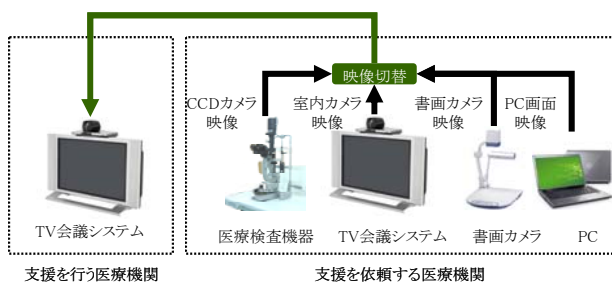 映像切替
CCDカメラ
映像
室内カメラ
映像
書画カメラ
映像
PC画面
映像
TV会議システム
医療検査機器
TV会議システム
書画カメラ
PC
支援を行う医療機関
支援を依頼する医療機関